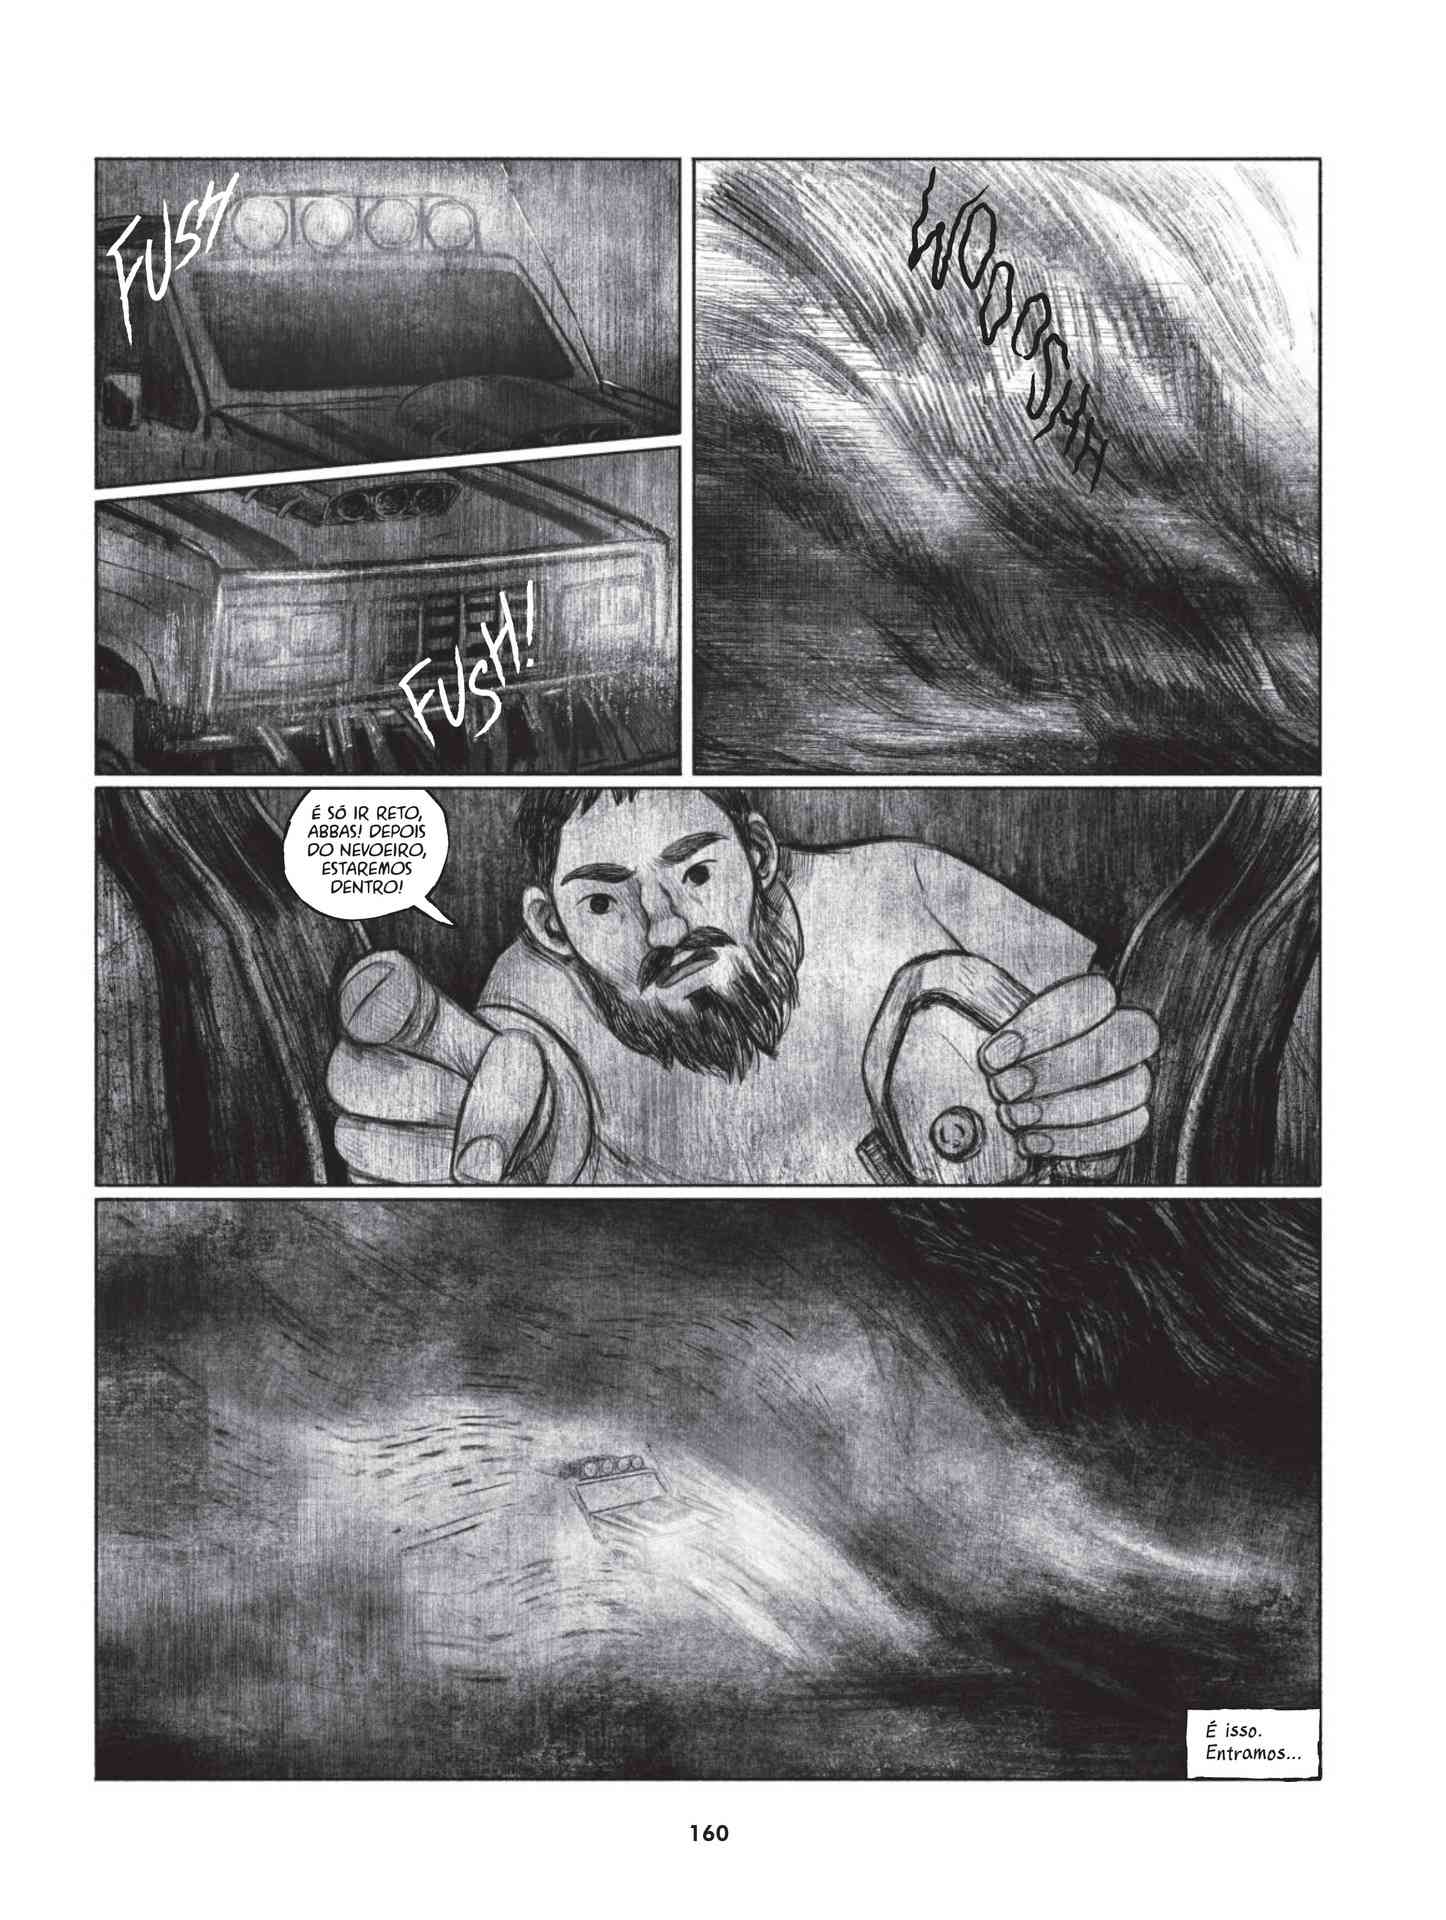 FUSH
FUSH!
WOOOSHH
É SÓ IR RETO,
ABBAS! DEPOIS
DO NEVOEIRO,
ESTAREMOS
DENTRO!
É isso.
Entramos...
160